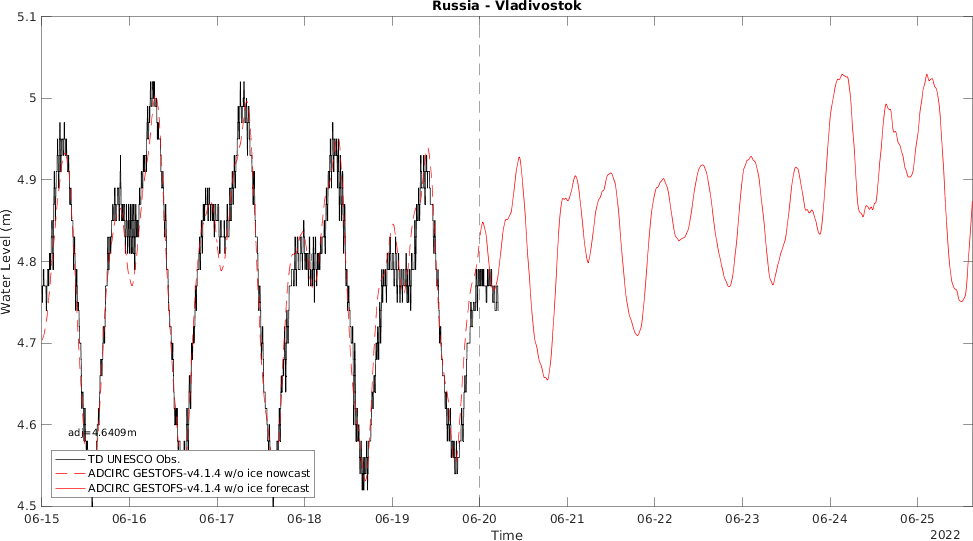 Russia - Vladivostok
5.1
5
4.9
4.8
4.7
4.6
4.5
Water Level (m)
adj=4.6409m
TD UNESCO Obs.
ADCIRC GESTOFS-v4.1.4 w/o ice nowcast
ADCIRC GESTOFS-v4.1.4 w/o ice forecast
06-15 06-16 06-17 06-18 06-19 06-20 06-21 06-22 06-23 06-24 06-25
Time
2022